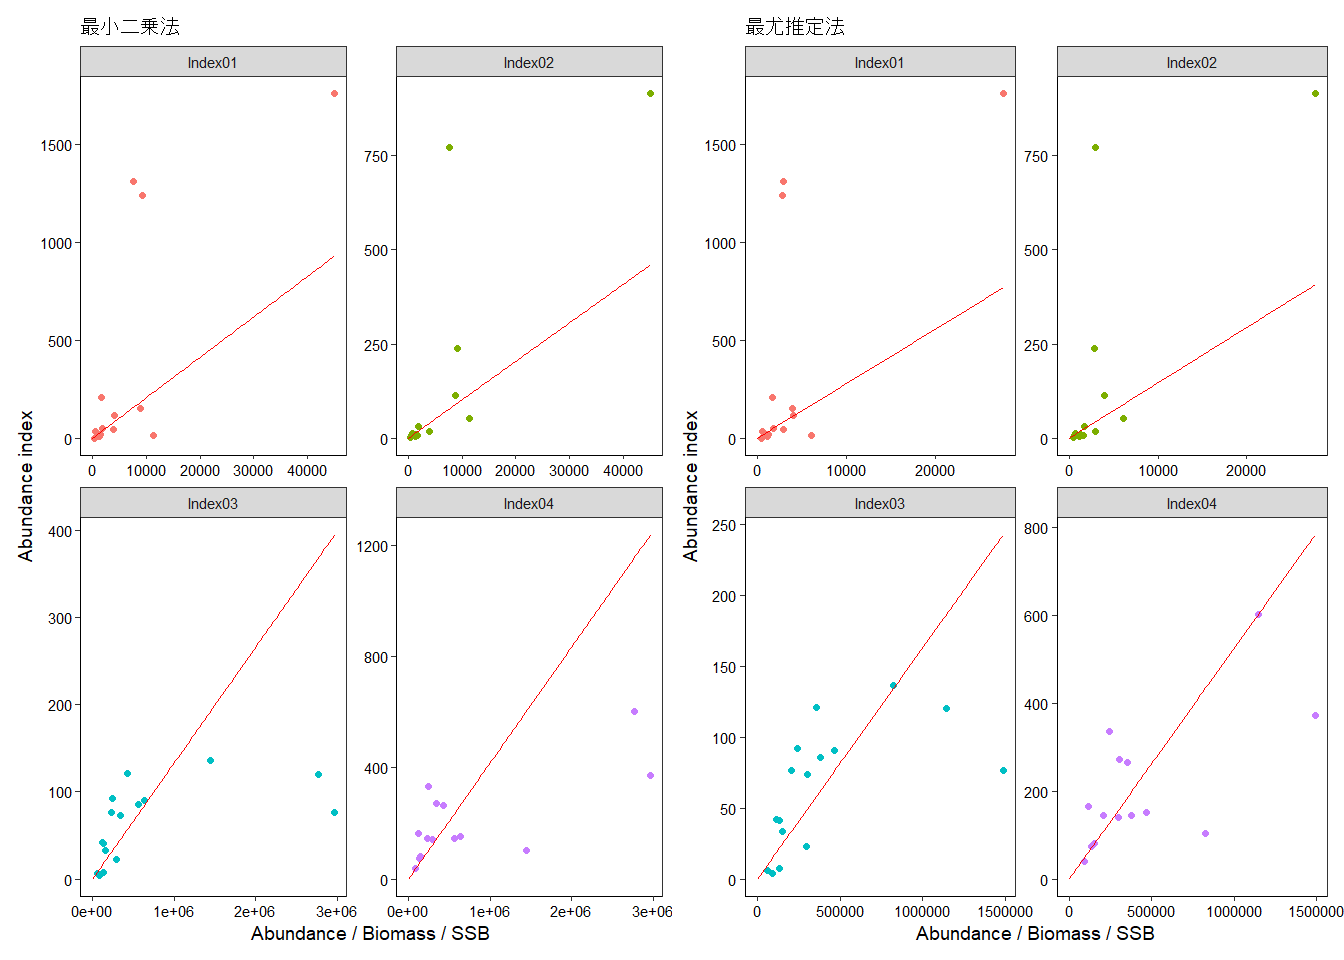 最小二乗法
最尤推定法
Index01
Index02
Index01
Index02
1500
1000
500
0
750
500
250
0
1500
1000
500
0
750
500
250
0
0
10000
20000
30000
40000
0
10000
20000
30000
40000
0
10000
20000
0
10000
20000
Abundance index
Abundance index
Index03
Index04
Index03
Index04
400
300
200
100
0
1200
800
400
0
250
200
150
100
50
0
800
600
400
200
0
0e+00
1e+06
2e+06
3e+06
0e+00
1e+06
2e+06
3e+06
0
500000
1000000
1500000
0
500000
1000000
150000
Abundance / Biomass / SSB
Abundance / Biomass / SSB